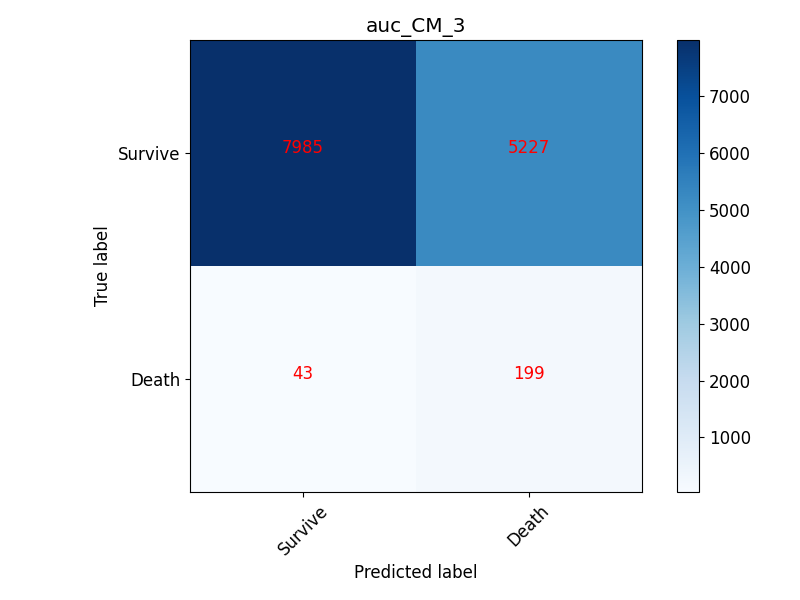 auc_CM_3
Survive
7985
5227
Death
43
199
True label
Survive
Death
Predicted label
7000
6000
5000
4000
3000
2000
1000